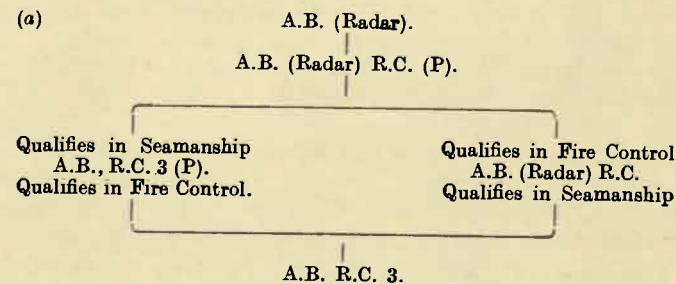 (a)
A.B. (Radar).
A.B. (Radar) R.C. (P).
Qualifies in Seamanship
A.B., R.C. 3 (P).
Qualifies in Fire Control.
Qualifies in Fire Control
A.B. (Radar) R.C.
Qualifies in Seamanship
A.B. R.C. 3.